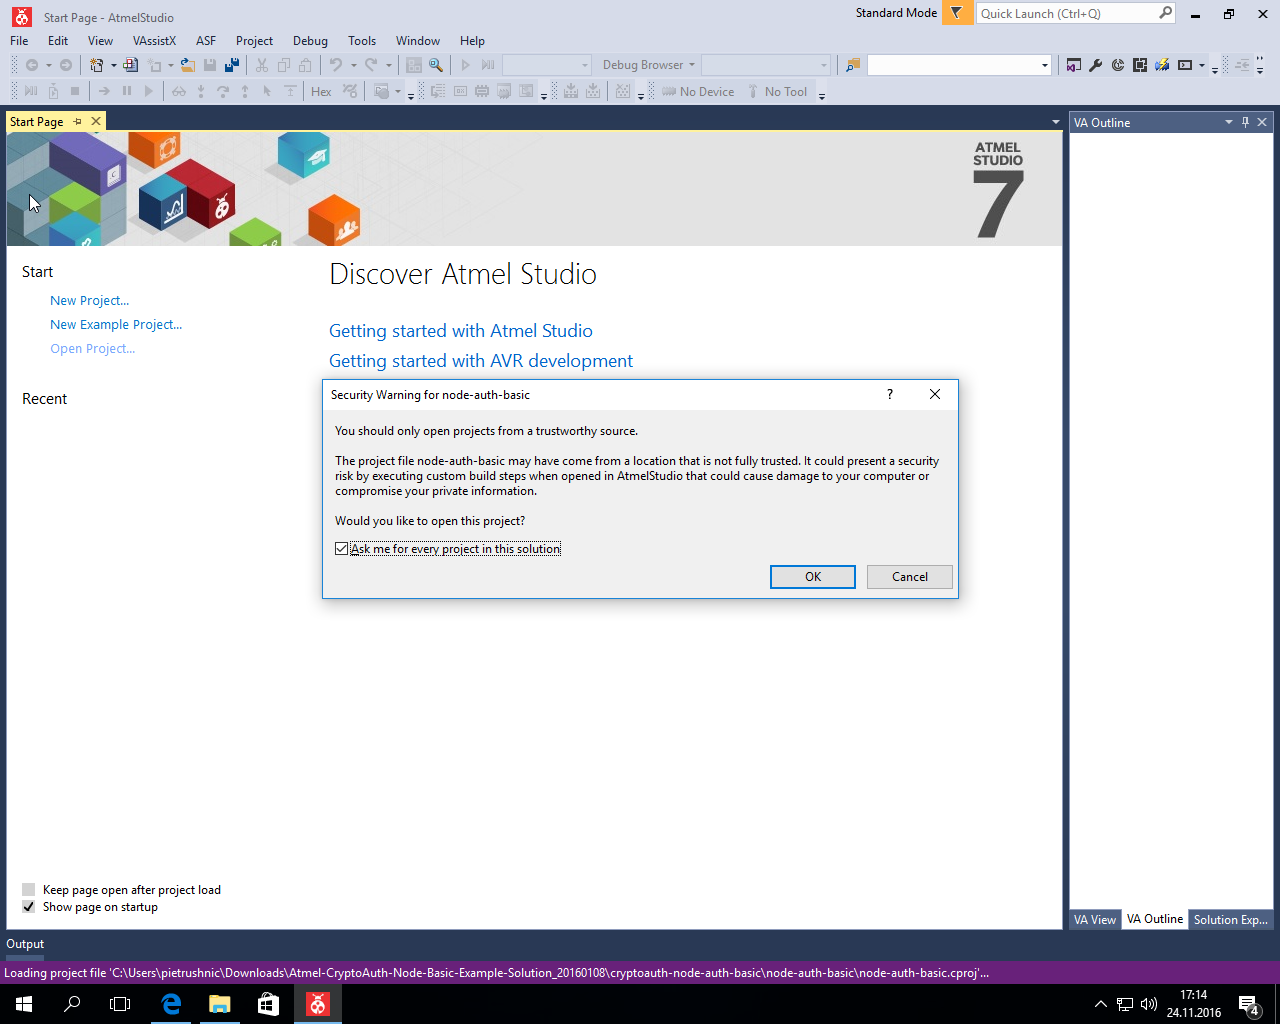 Start Page - AtmelStudio
Standard Mode
Quick Launch (Ctrl+Q)
File Edit View VAssistX ASF Project Debug Tools Window Help
Debug Browser
Hex
No Device
No Tool
Start Page
VA Outline
ATMEL
STUDIO
7
Start
New Project...
New Example Project...
Open Project...
Recent
Discover Atmel Studio
Getting started with Atmel Studio
Getting started with AVR development
Security Warning for node-auth-basic
?
You should only open projects from a trustworthy source.
The project file node-auth-basic may have come from a location that is not fully trusted. It could present a security
risk by executing custom build steps when opened in AtmelStudio that could cause damage to your computer or
compromise your private information.
Would you like to open this project?
Ask me for every project in this solution
OK
Cancel
Keep page open after project load
Show page on startup
VA View
VA Outline
Solution Exp...
Output
Loading project file 'C:\Users\pietrushnic\Downloads\Atmel-CryptoAuth-Node-Basic-Example-Solution_20160108\cryptoauth-node-auth-basic\node-auth-basic\node-auth-basic.cproj'...
17:14
24.11.2016
4